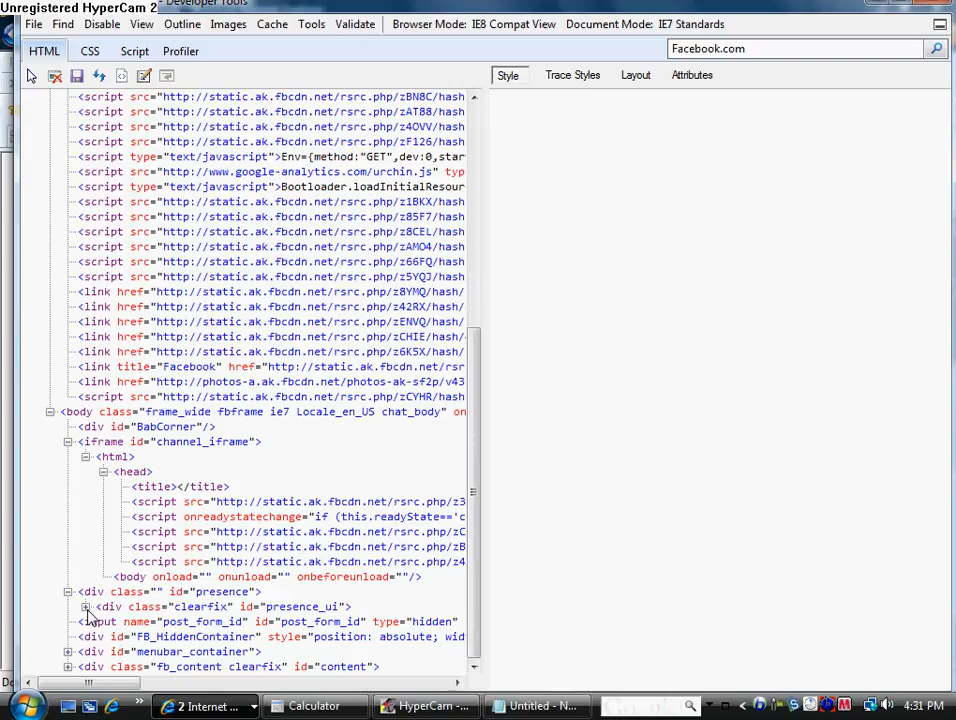 Unregistered HyperCam 2
Developer Tools
File Find Disable View Outline Images Cache Tools Validate Browser Mode: IE8 Compat View Document Mode: IE7 Standards
HTML CSS Script Profiler
Facebook.com
Style Trace Styles Layout Attributes
<script src="http://static.ak.fbcdn.net/rsrc.php/zBN8C/hash
<script src="http://static.ak.fbcdn.net/rsrc.php/zAT88/hash
<script src="http://static.ak.fbcdn.net/rsrc.php/z4OVV/hash
<script src="http://static.ak.fbcdn.net/rsrc.php/zF126/hash
<script type="text/javascript">Env={method:"GET",dev:0,star
<script src="http://www.google-analytics.com/urchin.js" typ
<script type="text/javascript">Bootloader.loadInitialResour
<script src="http://static.ak.fbcdn.net/rsrc.php/z1BKX/hash
<script src="http://static.ak.fbcdn.net/rsrc.php/z85F7/hash
<script src="http://static.ak.fbcdn.net/rsrc.php/z8CEL/hash
<script src="http://static.ak.fbcdn.net/rsrc.php/zAMO4/hash
<script src="http://static.ak.fbcdn.net/rsrc.php/z66FQ/hash
<script src="http://static.ak.fbcdn.net/rsrc.php/z5YQJ/hash
<link href="http://static.ak.fbcdn.net/rsrc.php/z8YMQ/hash/
<link href="http://static.ak.fbcdn.net/rsrc.php/z42RX/hash/
<link href="http://static.ak.fbcdn.net/rsrc.php/zENVQ/hash/
<link href="http://static.ak.fbcdn.net/rsrc.php/zCHIE/hash/
<link href="http://static.ak.fbcdn.net/rsrc.php/z6K5X/hash/
<link title="Facebook" href="http://static.ak.fbcdn.net/rsr
<link href="http://photos-a.ak.fbcdn.net/photos-ak-sf2p/v43
<script src="http://static.ak.fbcdn.net/rsrc.php/zCYHR/hash
<body class="frame_wide fbframe ie7 Locale_en_US chat_body" on
<div id="BabCorner"/>
<iframe id="channel_iframe">
<html>
<head>
<title></title>
<script src="http://static.ak.fbcdn.net/rsrc.php/z3
<script onreadystatechange="if (this.readyState=='c
<script src="http://static.ak.fbcdn.net/rsrc.php/zC
<script src="http://static.ak.fbcdn.net/rsrc.php/zB
<script src="http://static.ak.fbcdn.net/rsrc.php/z4
<body onload="" onunload="" onbeforeunload=""/>
<div class="" id="presence">
<div class="clearfix" id="presence_ui">
<input name="post_form_id" id="post_form_id" type="hidden"
<div id="FB_HiddenContainer" style="position: absolute; wid
<div id="menubar_container">
<div class="fb_content clearfix" id="content">
2 Internet ... Calculator HyperCam -... Untitled - N... 4:31 PM